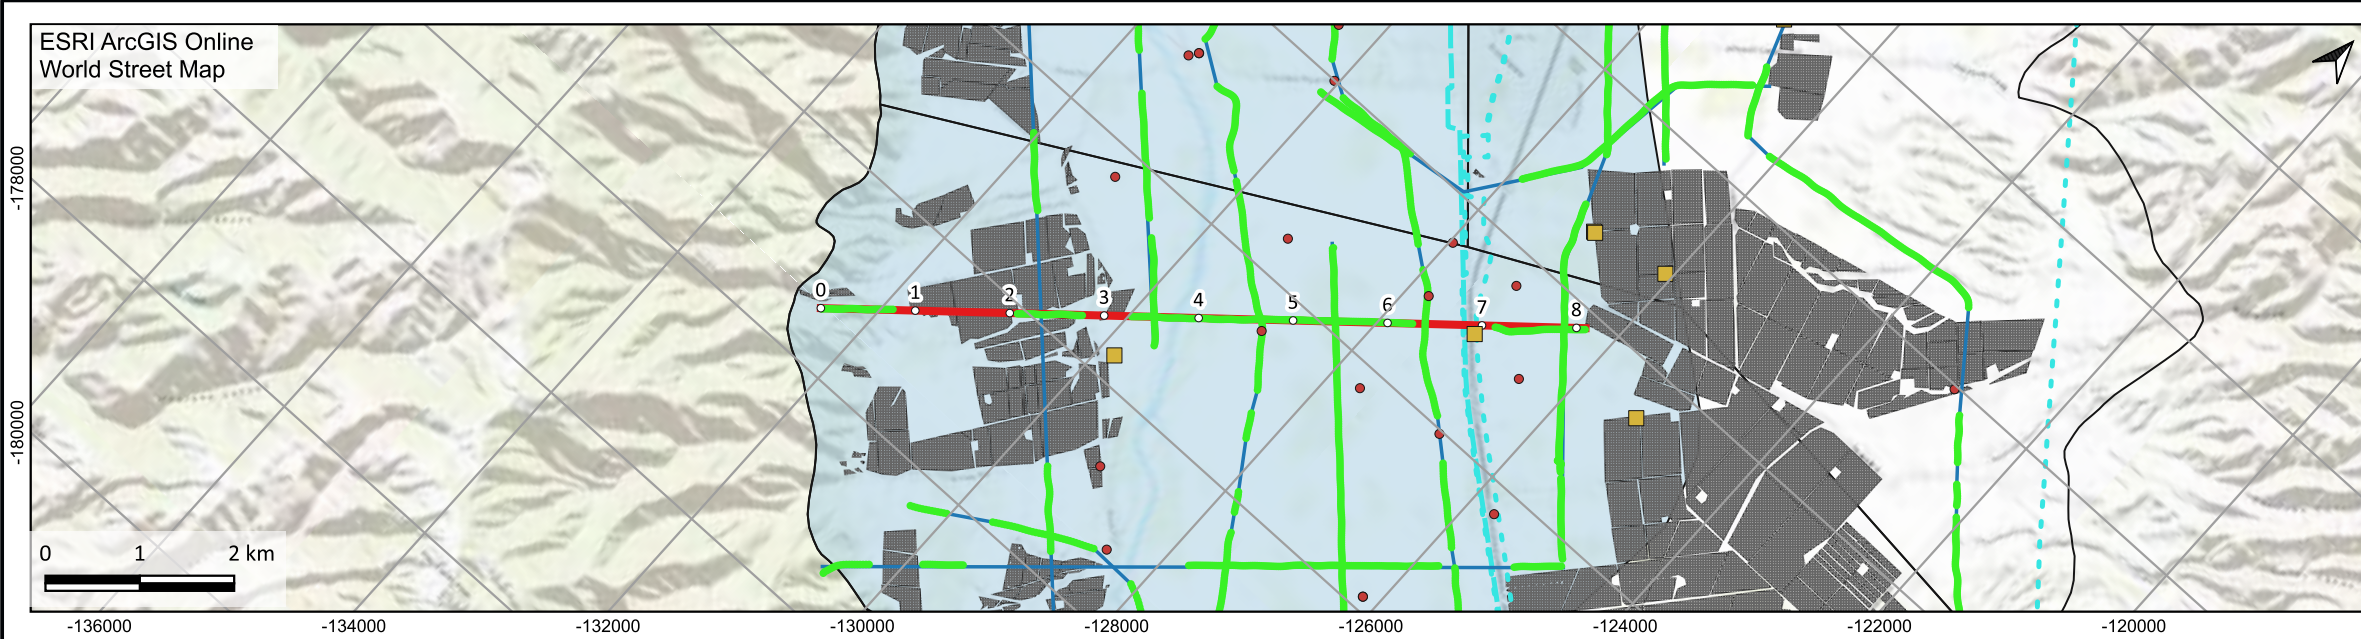 ESRI ArcGIS Online
World Street Map
-178000
-180000
0 1 2 3 4 5 6 7 8
0 1 2 km
-136000 -134000 -132000 -130000 -128000 -126000 -124000 -122000 -120000